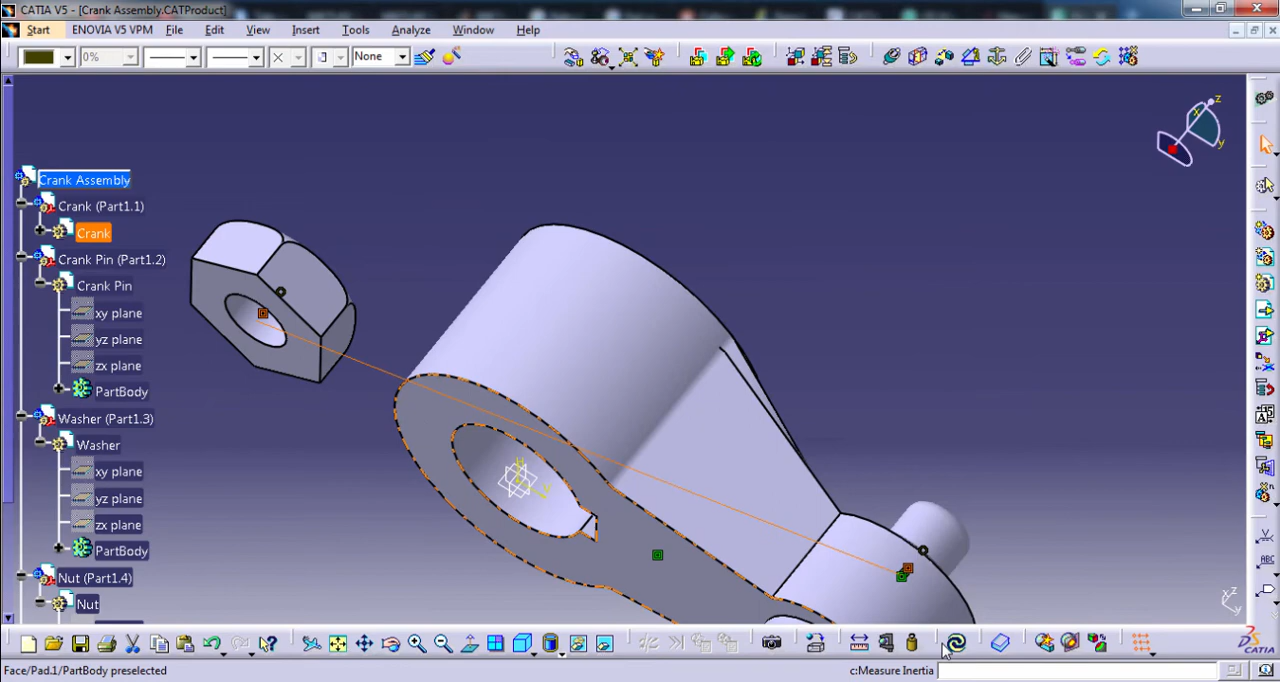 CATIA V5 - [Crank Assembly.CATProduct]
Start ENOVIA V5 VPM File Edit View Insert Tools Analyze Window Help
0% None
z
x
y
Crank Assembly
Crank (Part1.1)
Crank
Crank Pin (Part1.2)
Crank Pin
xy plane
yz plane
zx plane
PartBody
Washer (Part1.3)
Washer
xy plane
yz plane
zx plane
PartBody
Nut (Part1.4)
Nut
H
V
ABC
CATIA
Face/Pad.1/PartBody preselected
c:Measure Inertia